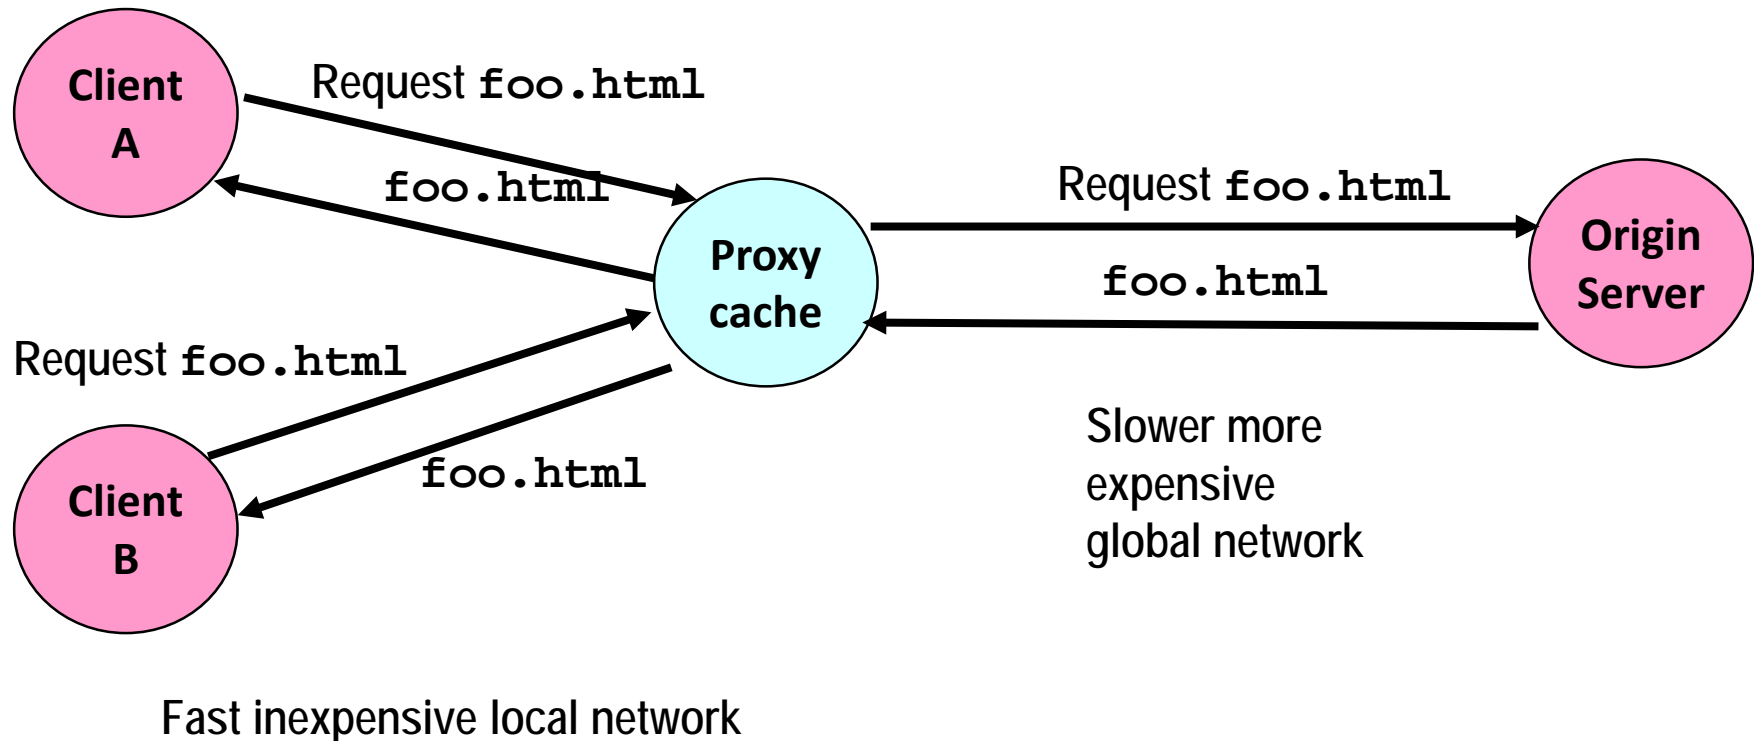 Client
A
Request foo.html
foo.html
Request foo.html
Origin
Server
Proxy
cache
foo.html
Request foo.html
Client
B
foo.html
Slower more
expensive
global network
Fast inexpensive local network